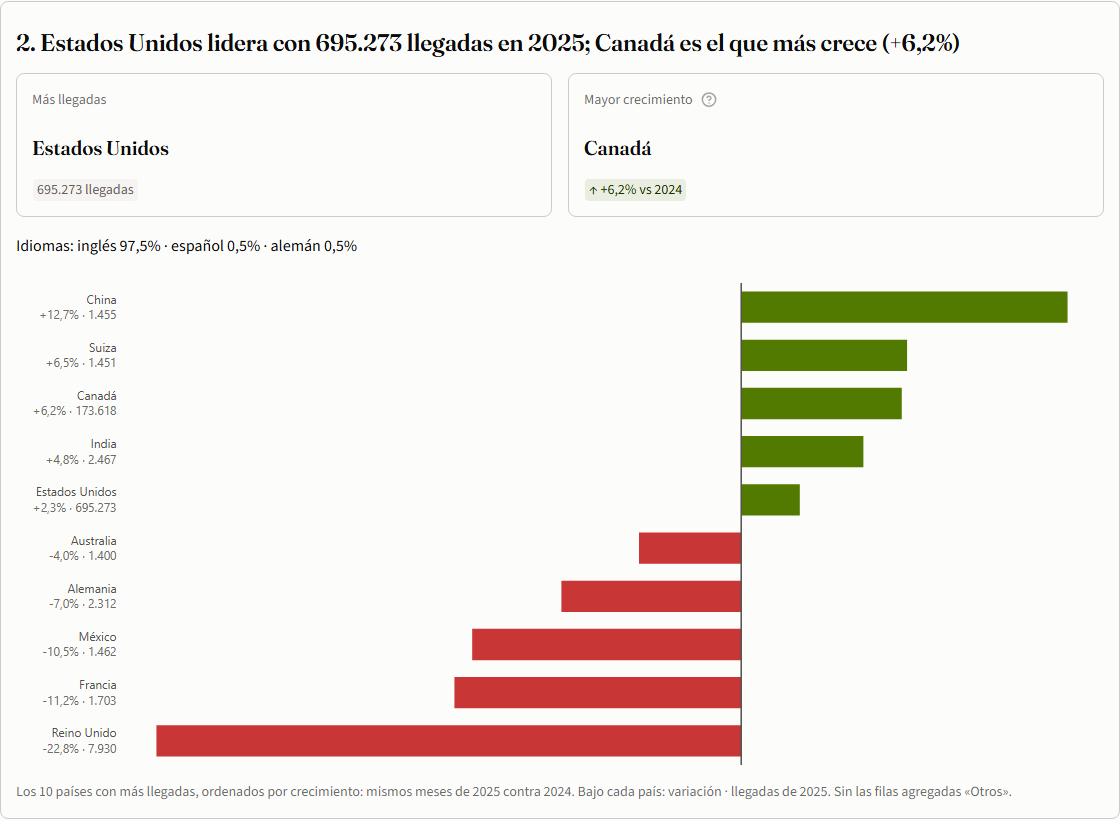 2. Estados Unidos lidera con 695.273 llegadas en 2025; Canadá es el que más crece (+6,2%)
Más llegadas
Estados Unidos
695.273 llegadas
Mayor crecimiento ?
Canadá
↑ +6,2% vs 2024
Idiomas: inglés 97,5% · español 0,5% · alemán 0,5%
China
+12,7% · 1.455
Suiza
+6,5% · 1.451
Canadá
+6,2% · 173.618
India
+4,8% · 2.467
Estados Unidos
+2,3% · 695.273
Australia
-4,0% · 1.400
Alemania
-7,0% · 2.312
México
-10,5% · 1.462
Francia
-11,2% · 1.703
Reino Unido
-22,8% · 7.930
Los 10 países con más llegadas, ordenados por crecimiento: mismos meses de 2025 contra 2024. Bajo cada país: variación · llegadas de 2025. Sin las filas agregadas «Otros».